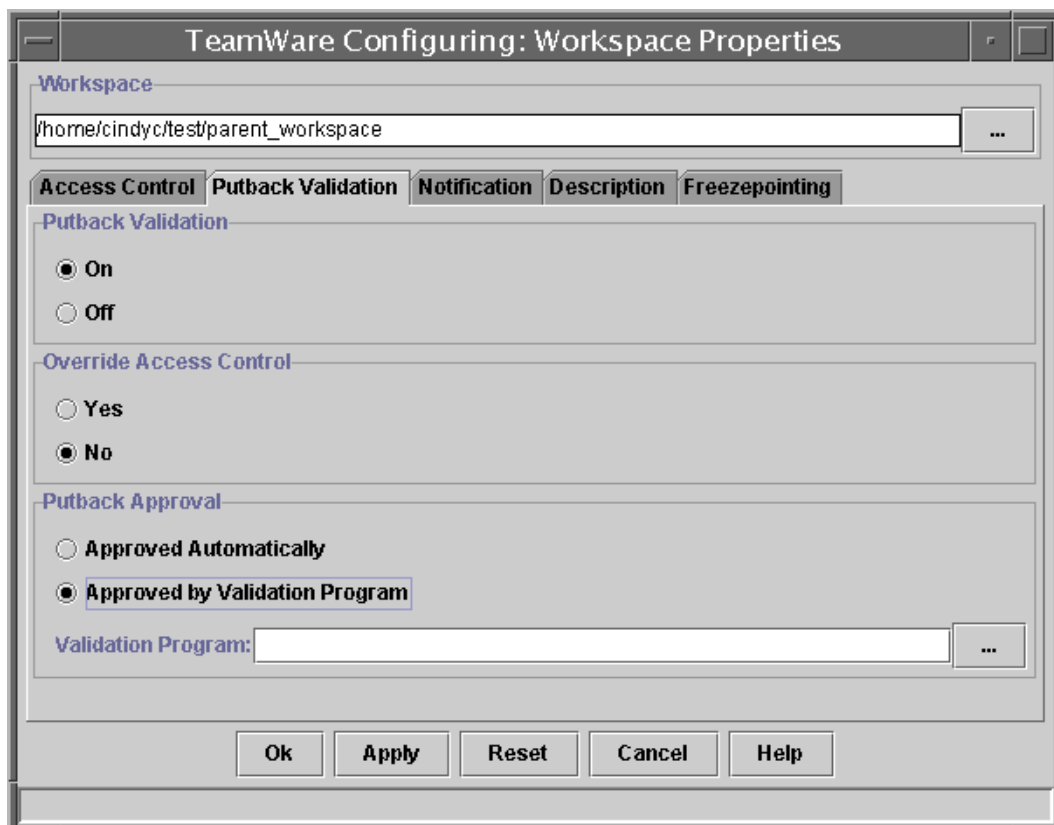 TeamWare Configuring: Workspace Properties
Workspace
/home/cindyc/test/parent_workspace
...
Access Control Putback Validation Notification Description Freezepointing
Putback Validation
On
Off
Override Access Control
Yes
No
Putback Approval
Approved Automatically
Approved by Validation Program
Validation Program: ...
Ok Apply Reset Cancel Help